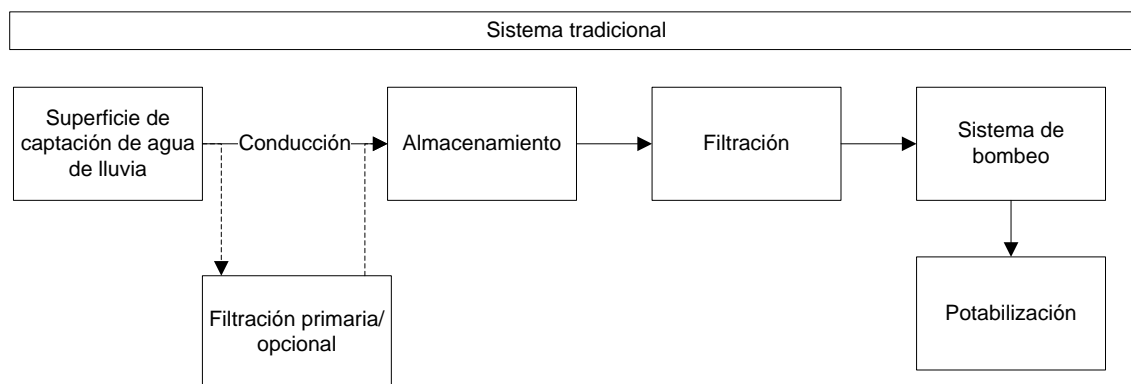 Sistema tradicional
Superficie de
captación de agua
de lluvia
Conducción
Almacenamiento
Filtración
Sistema de
bombeo
Filtración primaria/
opcional
Potabilización